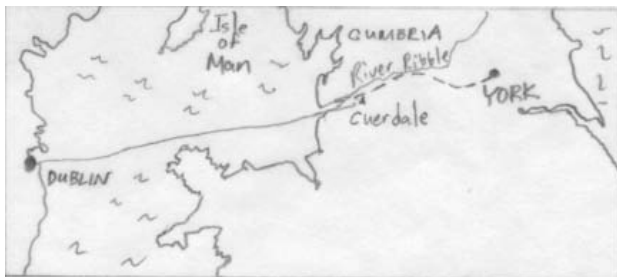 Isle
of
Man
CUMBRIA
River Ribble
YORK
Cuerdale
DUBLIN